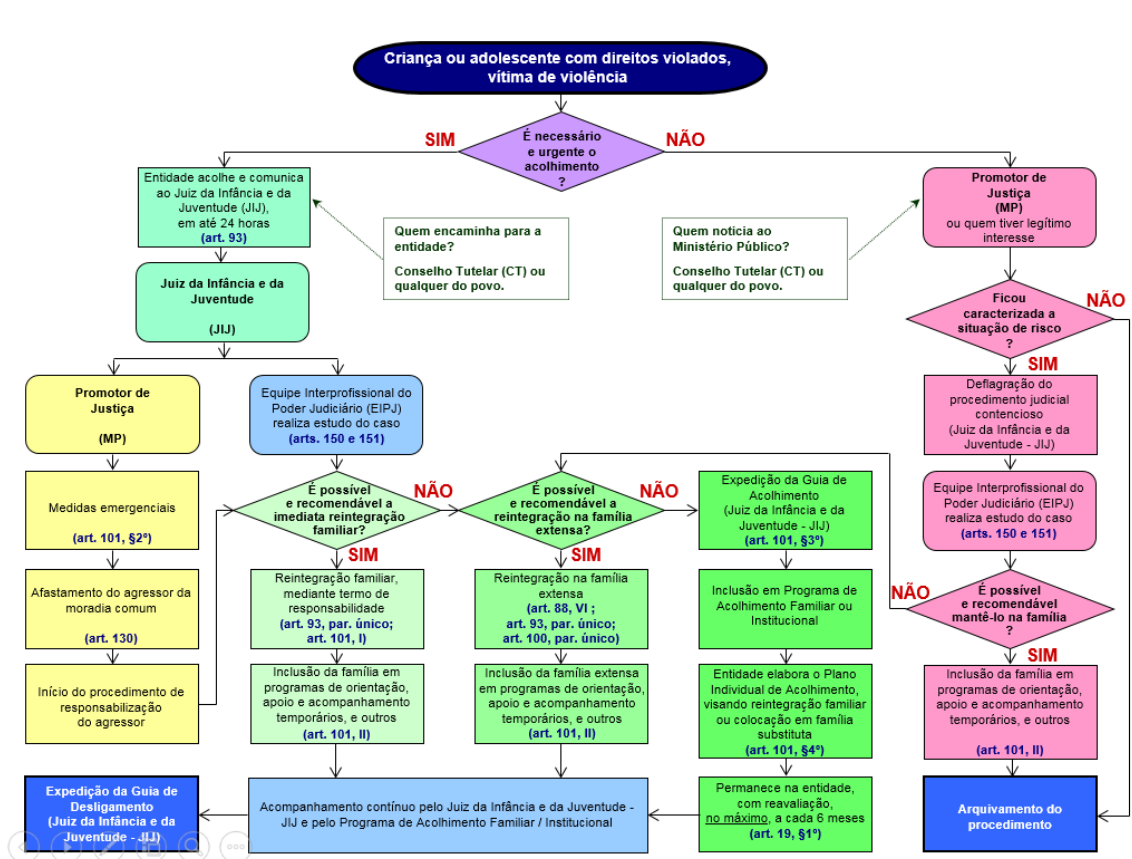 Criança ou adolescente com direitos violados,
vítima de violência
É necessário
e urgente o
acolhimento
?
SIM
NÃO
Entidade acolhe e comunica
ao Juiz da Infância e da
Juventude (JIJ),
em até 24 horas
(art. 93)
Quem encaminha para a
entidade?
Conselho Tutelar (CT) ou
qualquer do povo.
Quem noticia ao
Ministério Público?
Conselho Tutelar (CT) ou
qualquer do povo.
Promotor de
Justiça
(MP)
ou quem tiver legítimo
interesse
Juiz da Infância e da
Juventude
(JIJ)
Ficou
caracterizada a
situação de risco
?
NÃO
SIM
Promotor de
Justiça
(MP)
Equipe Interprofissional do
Poder Judiciário (EIPJ)
realiza estudo do caso
(arts. 150 e 151)
Deflagração do
procedimento judicial
contencioso
(Juiz da Infância e da
Juventude - JIJ)
Medidas emergenciais
(art. 101, §2º)
É possível
e recomendável a
imediata reintegração
familiar?
NÃO
SIM
É possível
e recomendável a
reintegração na família
extensa?
NÃO
SIM
Expedição da Guia de
Acolhimento
(Juiz da Infância e da
Juventude - JIJ)
(art. 101, §3º)
Equipe Interprofissional do
Poder Judiciário (EIPJ)
realiza estudo do caso
(arts. 150 e 151)
Afastamento do agressor da
moradia comum
(art. 130)
Reintegração familiar,
mediante termo de
responsabilidade
(art. 93, par. único;
art. 101, I)
Reintegração na família
extensa
(art. 88, VI ;
art. 93, par. único;
art. 100, par. único)
Inclusão em Programa de
Acolhimento Familiar ou
Institucional
NÃO
É possível
e recomendável
mantê-lo na família
?
SIM
Início do procedimento de
responsabilização
do agressor
Inclusão da família em
programas de orientação,
apoio e acompanhamento
temporários, e outros
(art. 101, II)
Inclusão da família extensa
em programas de orientação,
apoio e acompanhamento
temporários, e outros
(art. 101, II)
Entidade elabora o Plano
Individual de Acolhimento,
visando reintegração familiar
ou colocação em família
substituta
(art. 101, §4º)
Inclusão da família em
programas de orientação,
apoio e acompanhamento
temporários, e outros
(art. 101, II)
Expedição da Guia de
Desligamento
(Juiz da Infância e da
Juventude - JIJ)
Acompanhamento contínuo pelo Juiz da Infância e da Juventude -
JIJ e pelo Programa de Acolhimento Familiar / Institucional
Permanece na entidade,
com reavaliação,
no máximo, a cada 6 meses
(art. 19, §1º)
Arquivamento do
procedimento